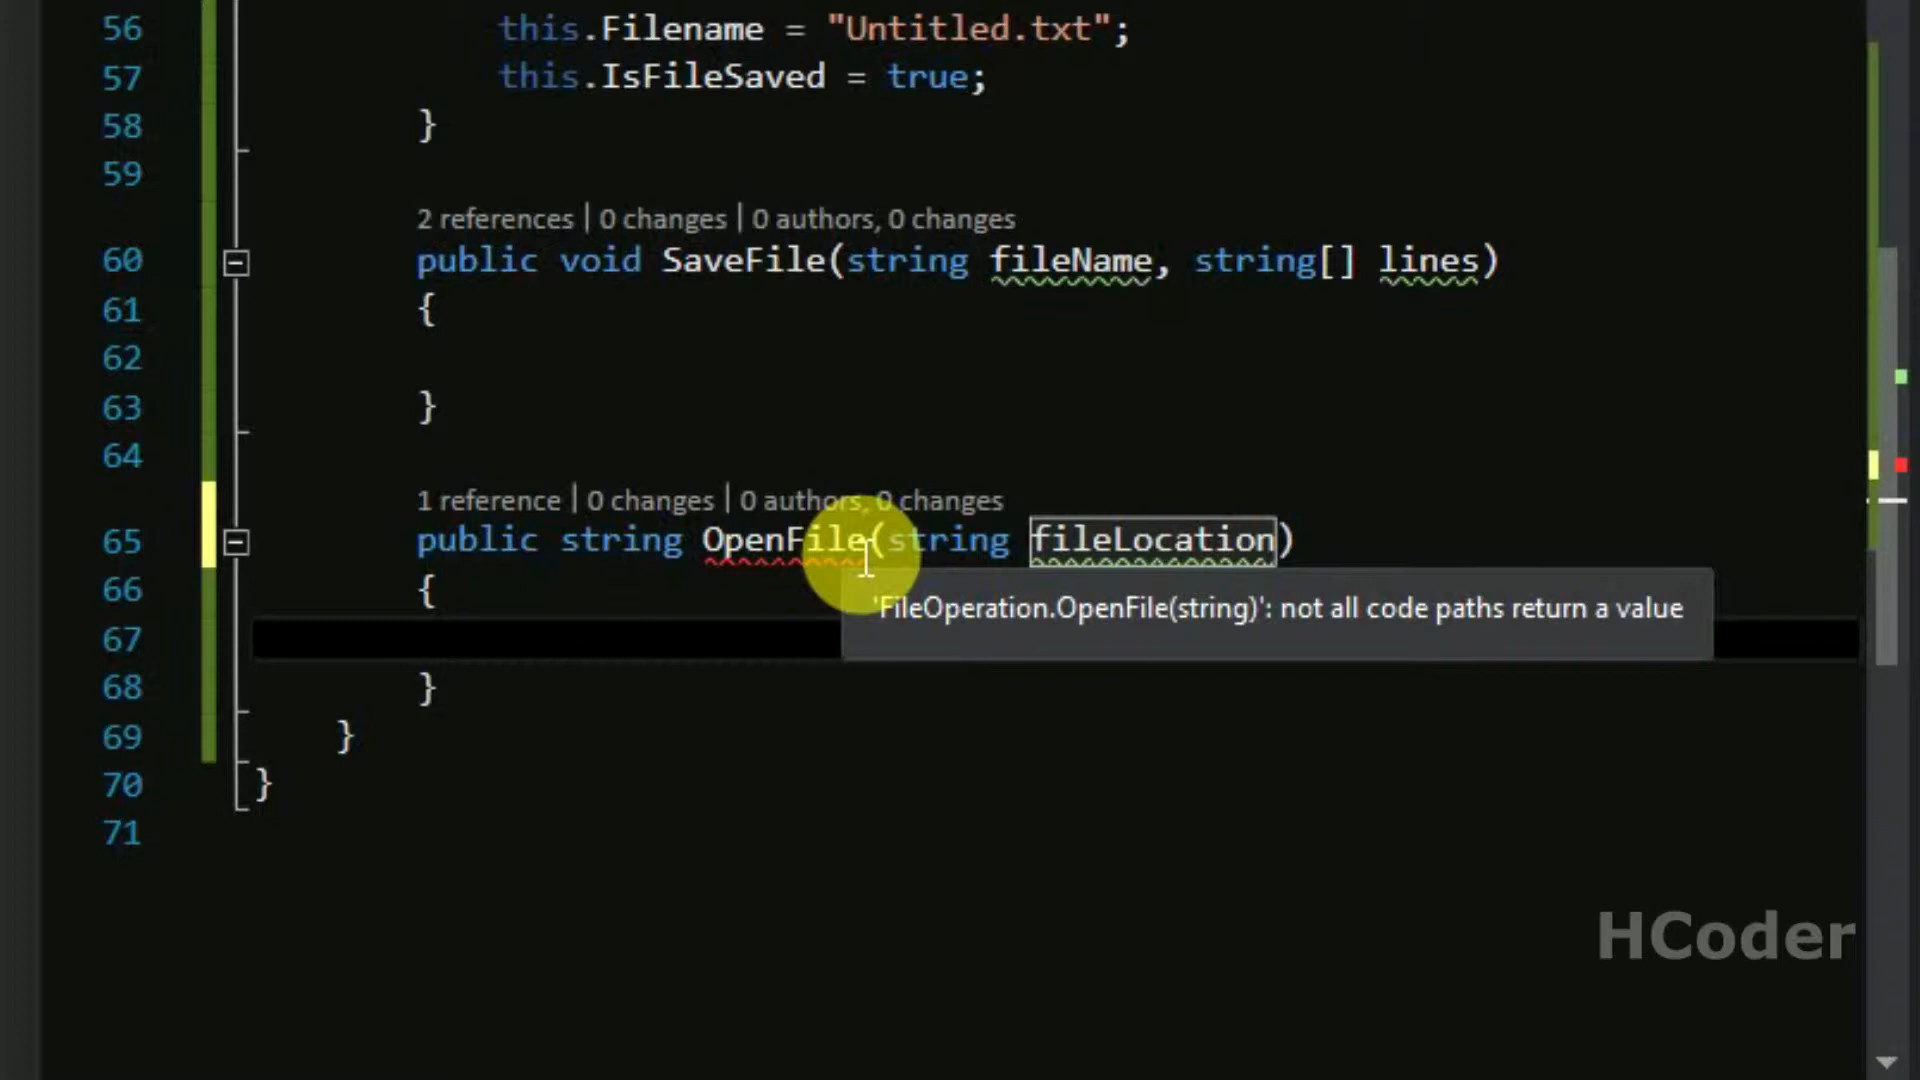 56 this.Filename = "Untitled.txt";
57 this.IsFileSaved = true;
58 }
59
2 references | 0 changes | 0 authors, 0 changes
60 public void SaveFile(string fileName, string[] lines)
61 {
62
63 }
64
1 reference | 0 changes | 0 authors, 0 changes
65 public string OpenFile(string fileLocation)
66 {
'FileOperation.OpenFile(string)': not all code paths return a value
67
68 }
69 }
70 }
71
HCoder